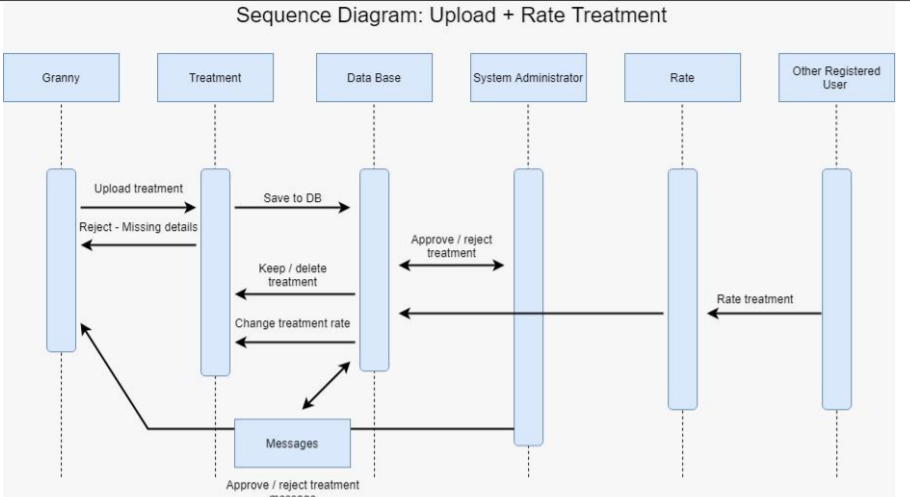 Sequence Diagram: Upload + Rate Treatment
Granny
Treatment
Data Base
System Administrator
Rate
Other Registered
User
Upload treatment
Save to DB
Reject - Missing details
Approve / reject
treatment
Keep / delete
treatment
Rate treatment
Change treatment rate
Messages
Approve / reject treatment